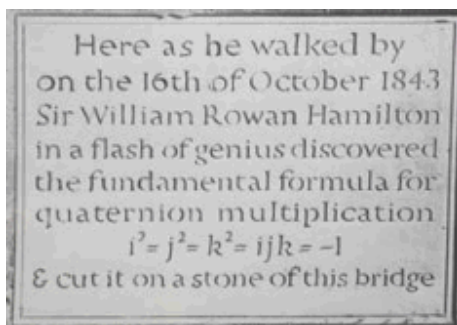 Here as he walked by
on the 16th of October 1843
Sir William Rowan Hamilton
in a flash of genius discovered
the fundamental formula for
quaternion multiplication
i² = j² = k² = ijk = −1
& cut it on a stone of this bridge